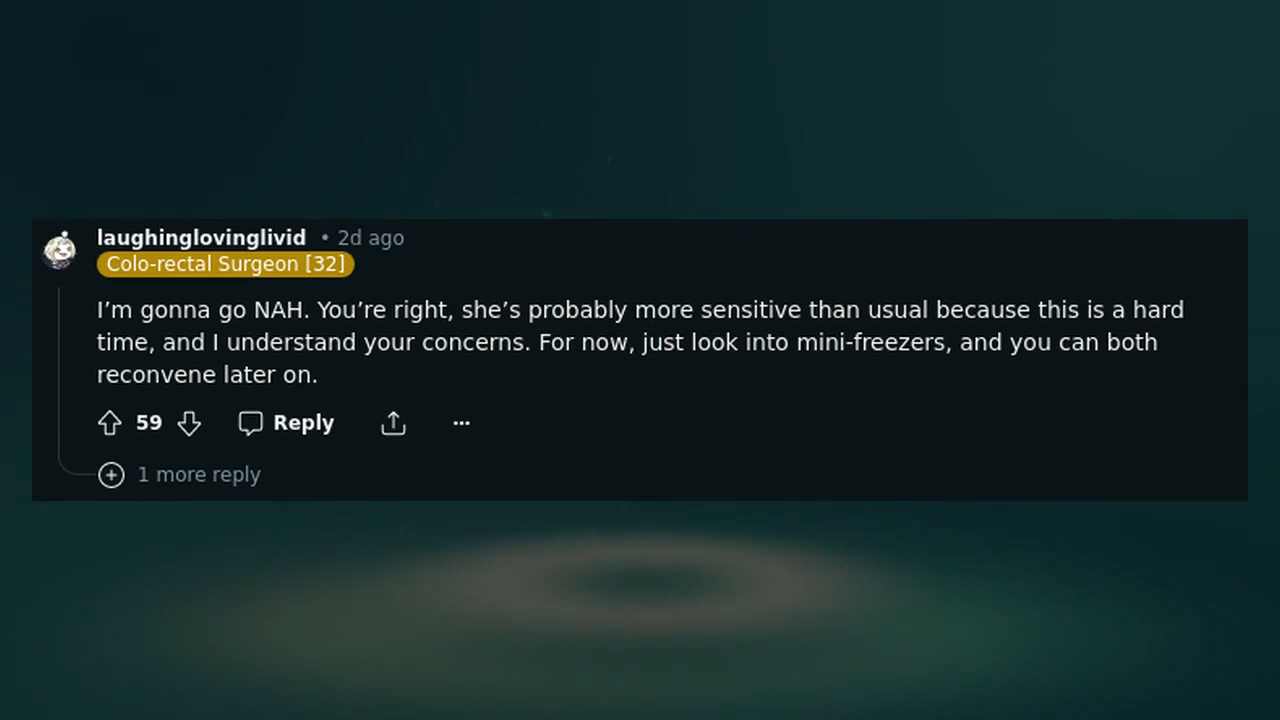 laughinglovinglivid • 2d ago
Colo-rectal Surgeon [32]
I’m gonna go NAH. You’re right, she’s probably more sensitive than usual because this is a hard
time, and I understand your concerns. For now, just look into mini-freezers, and you can both
reconvene later on.
59 Reply ...
1 more reply